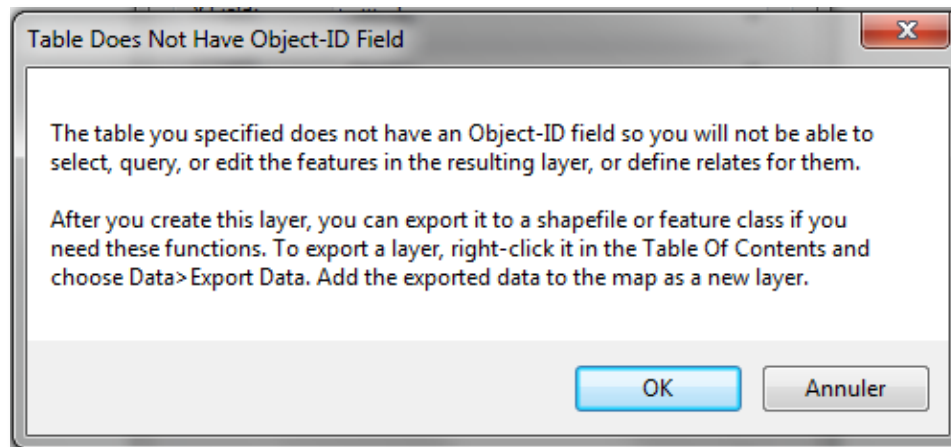 Table Does Not Have Object-ID Field
The table you specified does not have an Object-ID field so you will not be able to
select, query, or edit the features in the resulting layer, or define relates for them.
After you create this layer, you can export it to a shapefile or feature class if you
need these functions. To export a layer, right-click it in the Table Of Contents and
choose Data>Export Data. Add the exported data to the map as a new layer.
OK
Annuler